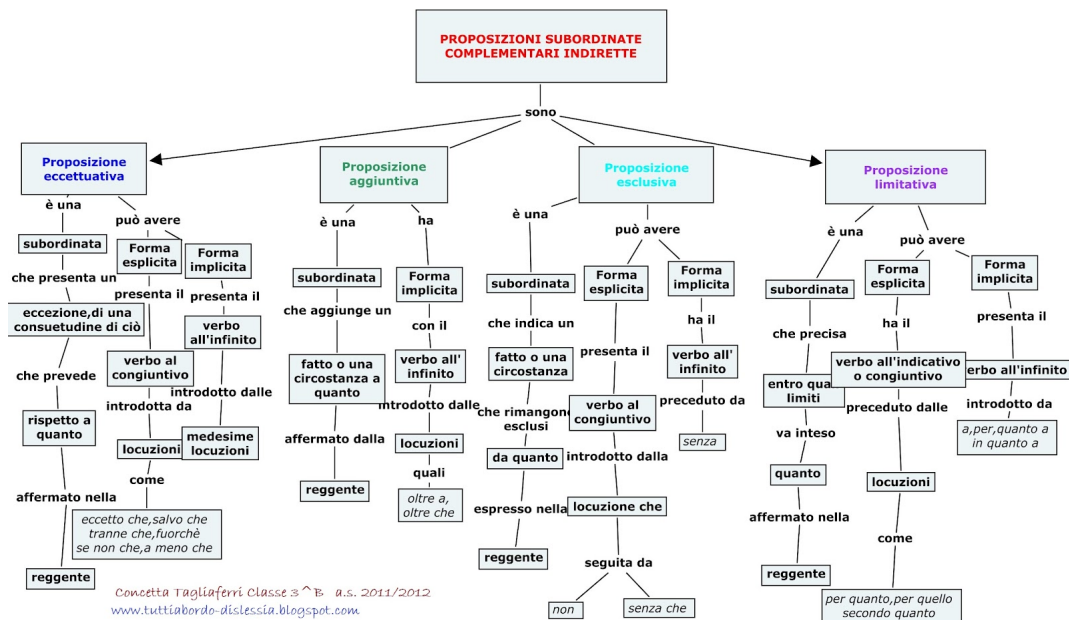 PROPOSIZIONI SUBORDINATE
COMPLEMENTARI INDIRETTE
sono
Proposizione
eccettuativa
è una
subordinata
che presenta un
eccezione,di una
consuetudine di ciò
che prevede
rispetto a
quanto
affermato nella
reggente
può avere
Forma
esplicita
presenta il
verbo al
congiuntivo
introdotta da
locuzioni
come
eccetto che,salvo che
tranne che,fuorchè
se non che,a meno che
Forma
implicita
presenta il
verbo
all'infinito
introdotto dalle
medesime
locuzioni
Proposizione
aggiuntiva
è una
subordinata
che aggiunge un
fatto o una
circostanza a
quanto
affermato dalla
reggente
ha
Forma
implicita
con il
verbo all'
infinito
introdotto dalle
locuzioni
quali
oltre a,
oltre che
Proposizione
esclusiva
è una
subordinata
che indica un
fatto o una
circostanza
che rimangono
esclusi
da quanto
espresso nella
reggente
può avere
Forma
esplicita
presenta il
verbo al
congiuntivo
introdotto dalla
locuzione che
seguita da
non
senza che
Forma
implicita
ha il
verbo all'
infinito
preceduto da
senza
Proposizione
limitativa
è una
subordinata
che precisa
entro
limiti
va inteso
quanto
affermato nella
reggente
può avere
Forma
esplicita
ha il
verbo all'indicativo
o congiuntivo
preceduto dalle
locuzioni
come
per quanto,per quello
secondo quanto
Forma
implicita
presenta il
verbo all'infinito
introdotto da
a,per,quanto a
in quanto a
Concetta Tagliaferri Classe 3^B a.s. 2011/2012
www.tuttiabordo-dislessia.blogspot.com